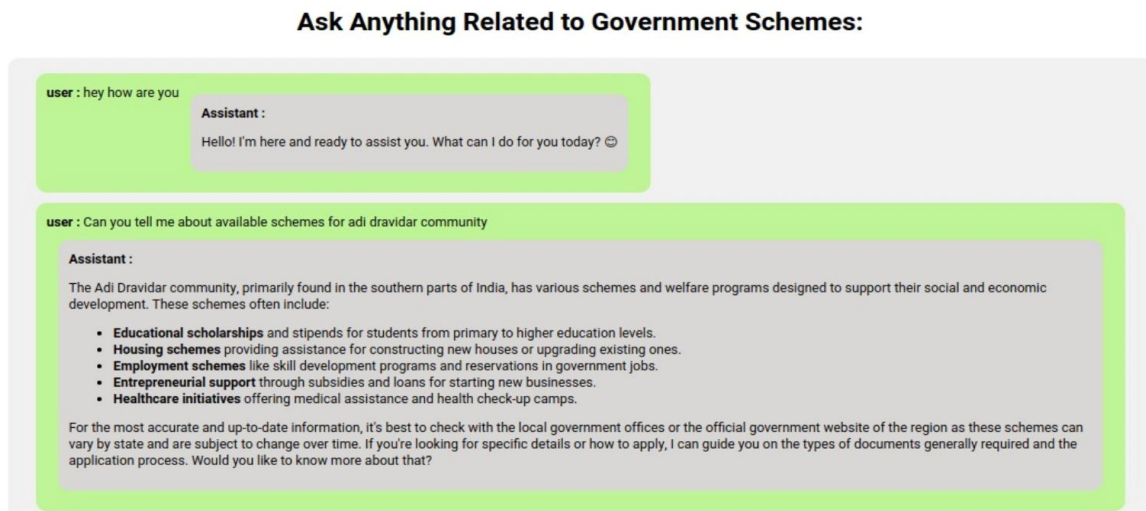 Ask Anything Related to Government Schemes:
user : hey how are you
Assistant :
Hello! I'm here and ready to assist you. What can I do for you today? 😊
user : Can you tell me about available schemes for adi dravidar community
Assistant :
The Adi Dravidar community, primarily found in the southern parts of India, has various schemes and welfare programs designed to support their social and economic
development. These schemes often include:
• Educational scholarships and stipends for students from primary to higher education levels.
• Housing schemes providing assistance for constructing new houses or upgrading existing ones.
• Employment schemes like skill development programs and reservations in government jobs.
• Entrepreneurial support through subsidies and loans for starting new businesses.
• Healthcare initiatives offering medical assistance and health check-up camps.
For the most accurate and up-to-date information, it's best to check with the local government offices or the official government website of the region as these schemes can
vary by state and are subject to change over time. If you're looking for specific details or how to apply, I can guide you on the types of documents generally required and the
application process. Would you like to know more about that?